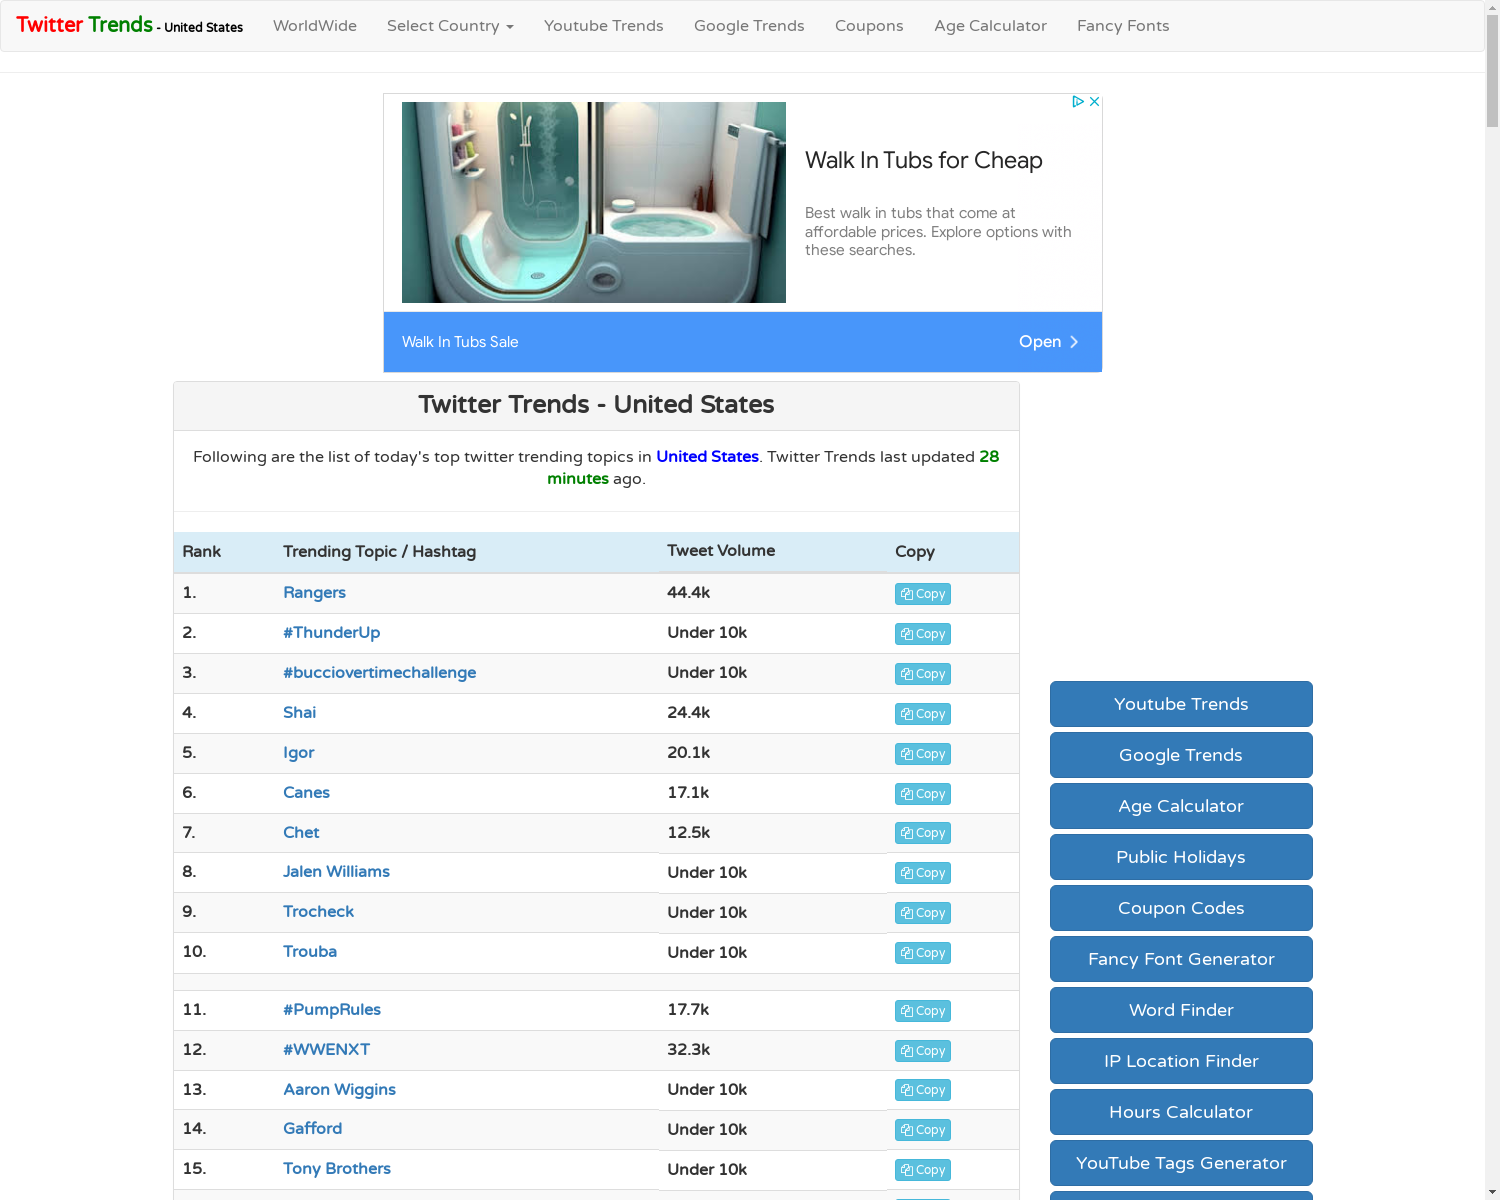 Twitter Trends - United States
WorldWide
Select Country
Youtube Trends
Google Trends
Coupons
Age Calculator
Fancy Fonts
Walk In Tubs for Cheap
Best walk in tubs that come at
affordable prices. Explore options with
these searches.
Walk In Tubs Sale
Open
Twitter Trends - United States
Following are the list of today's top twitter trending topics in United States. Twitter Trends last updated 28
minutes ago.
Rank Trending Topic / Hashtag Tweet Volume Copy
1. Rangers 44.4k Copy
2. #ThunderUp Under 10k Copy
3. #bucciovertimechallenge Under 10k Copy
4. Shai 24.4k Copy
5. Igor 20.1k Copy
6. Canes 17.1k Copy
7. Chet 12.5k Copy
8. Jalen Williams Under 10k Copy
9. Trocheck Under 10k Copy
10. Trouba Under 10k Copy
11. #PumpRules 17.7k Copy
12. #WWENXT 32.3k Copy
13. Aaron Wiggins Under 10k Copy
14. Gafford Under 10k Copy
15. Tony Brothers Under 10k Copy
Youtube Trends
Google Trends
Age Calculator
Public Holidays
Coupon Codes
Fancy Font Generator
Word Finder
IP Location Finder
Hours Calculator
YouTube Tags Generator